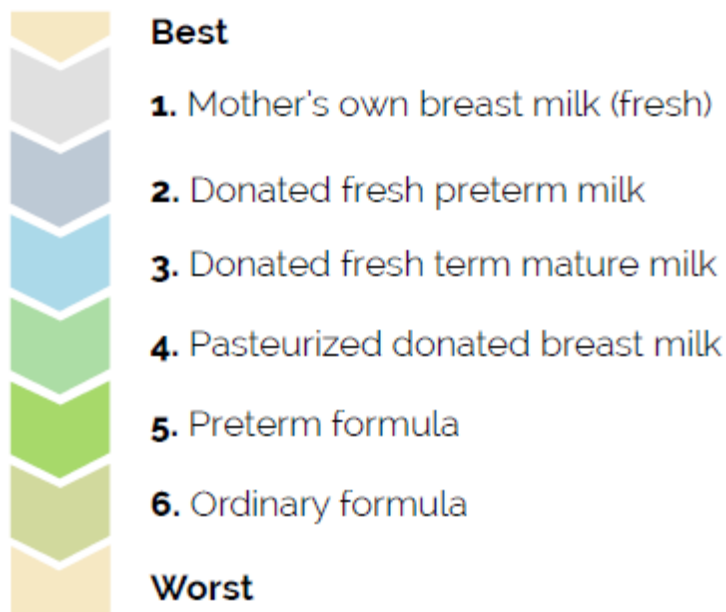 Best
1. Mother's own breast milk (fresh)
2. Donated fresh preterm milk
3. Donated fresh term mature milk
4. Pasteurized donated breast milk
5. Preterm formula
6. Ordinary formula
Worst